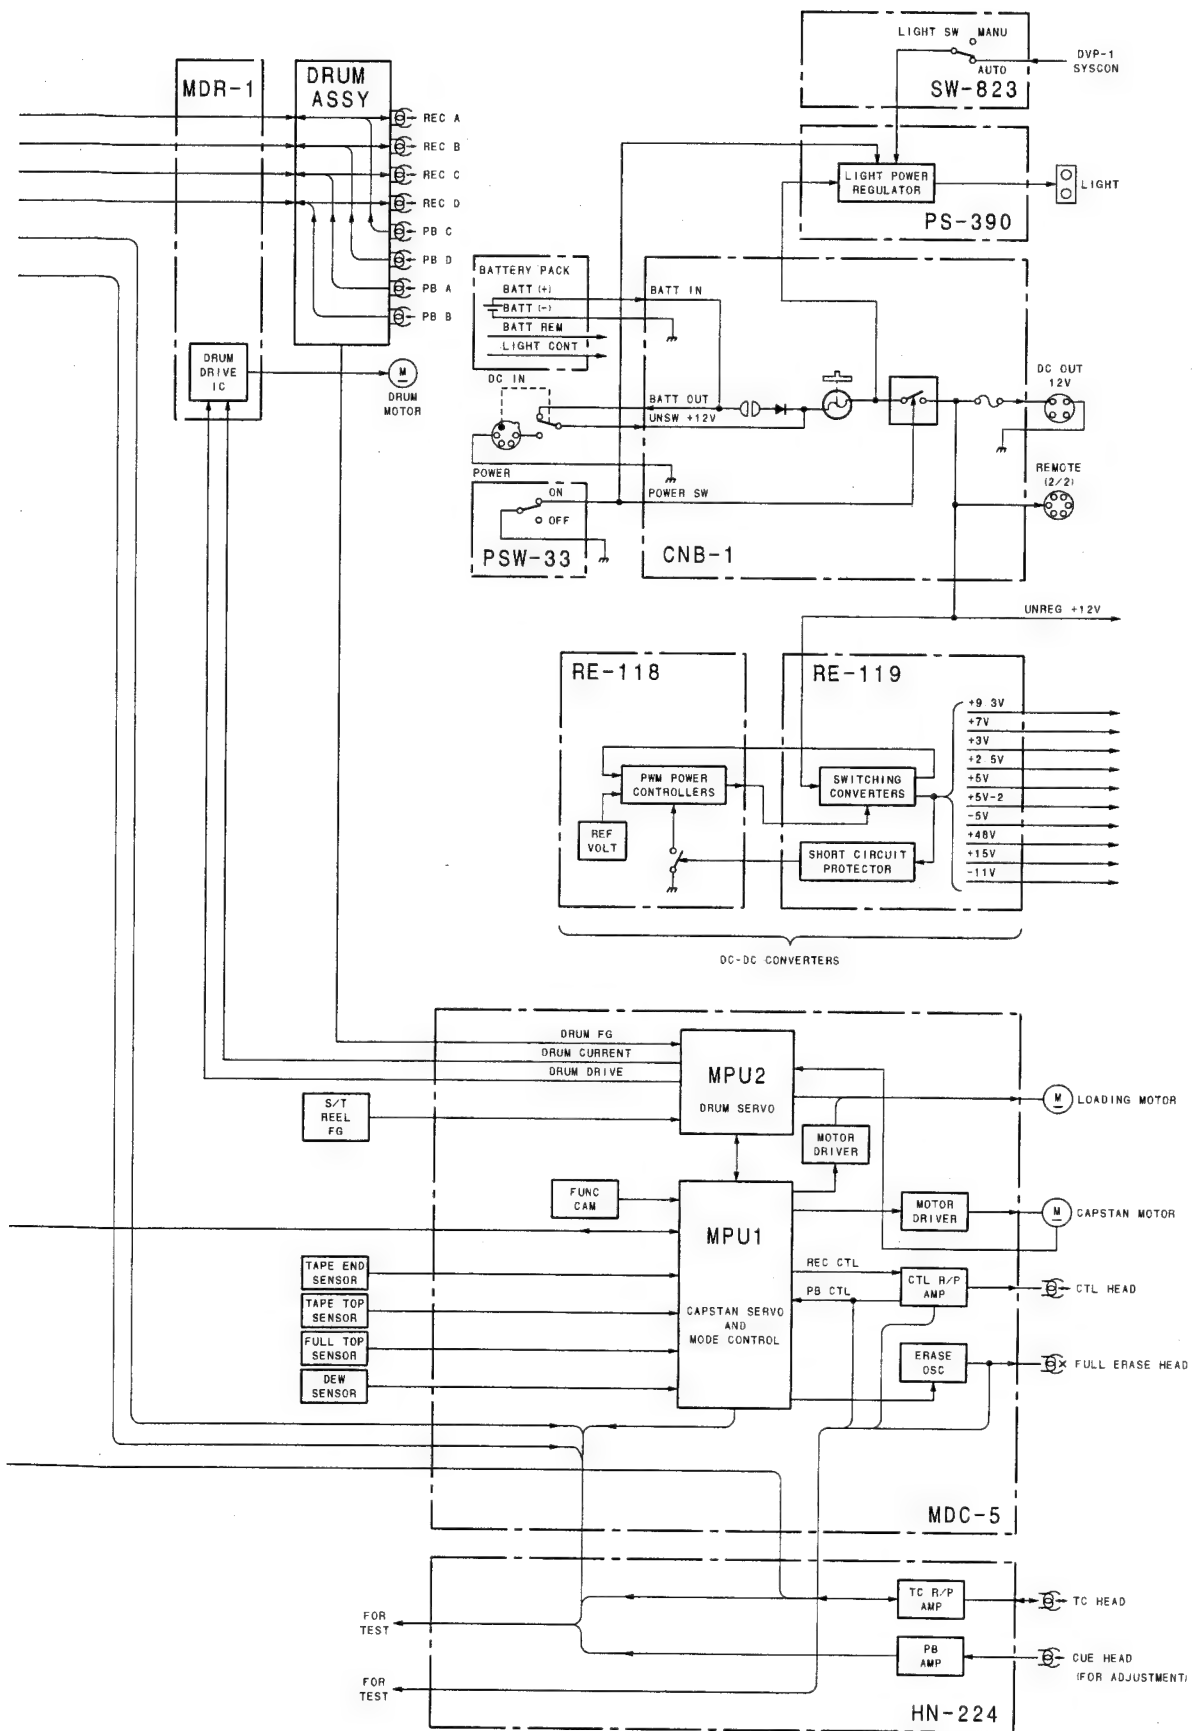 LIGHT SW
MANU
AUTO
DVP-1
SYSCON
SW-823
MDR-1
DRUM
ASSY
REC A
REC B
REC C
REC D
PB C
PB D
PB A
PB B
LIGHT POWER
REGULATOR
LIGHT
PS-390
BATTERY PACK
BATT (+)
BATT (-)
BATT REM
LIGHT CONT
BATT IN
DRUM
DRIVE
IC
M
DRUM
MOTOR
DC IN
BATT OUT
UNSW +12V
DC OUT
12V
POWER
ON
OFF
PSW-33
POWER SW
REMOTE
(2/2)
CNB-1
UNREG +12V
RE-118
RE-119
PWM POWER
CONTROLLERS
REF
VOLT
SWITCHING
CONVERTERS
SHORT CIRCUIT
PROTECTOR
+9 3V
+7V
+3V
+2 5V
+5V
+5V-2
-5V
+48V
+15V
-11V
DC-DC CONVERTERS
DRUM FG
DRUM CURRENT
DRUM DRIVE
MPU2
DRUM SERVO
S/T
REEL
FG
MOTOR
DRIVER
M
LOADING MOTOR
FUNC
CAM
MPU1
CAPSTAN SERVO
AND
MODE CONTROL
MOTOR
DRIVER
M
CAPSTAN MOTOR
TAPE END
SENSOR
TAPE TOP
SENSOR
FULL TOP
SENSOR
DEW
SENSOR
REC CTL
PB CTL
CTL R/P
AMP
CTL HEAD
ERASE
OSC
FULL ERASE HEAD
MDC-5
TC R/P
AMP
TC HEAD
FOR
TEST
PB
AMP
CUE HEAD
(FOR ADJUSTMENT)
FOR
TEST
HN-224